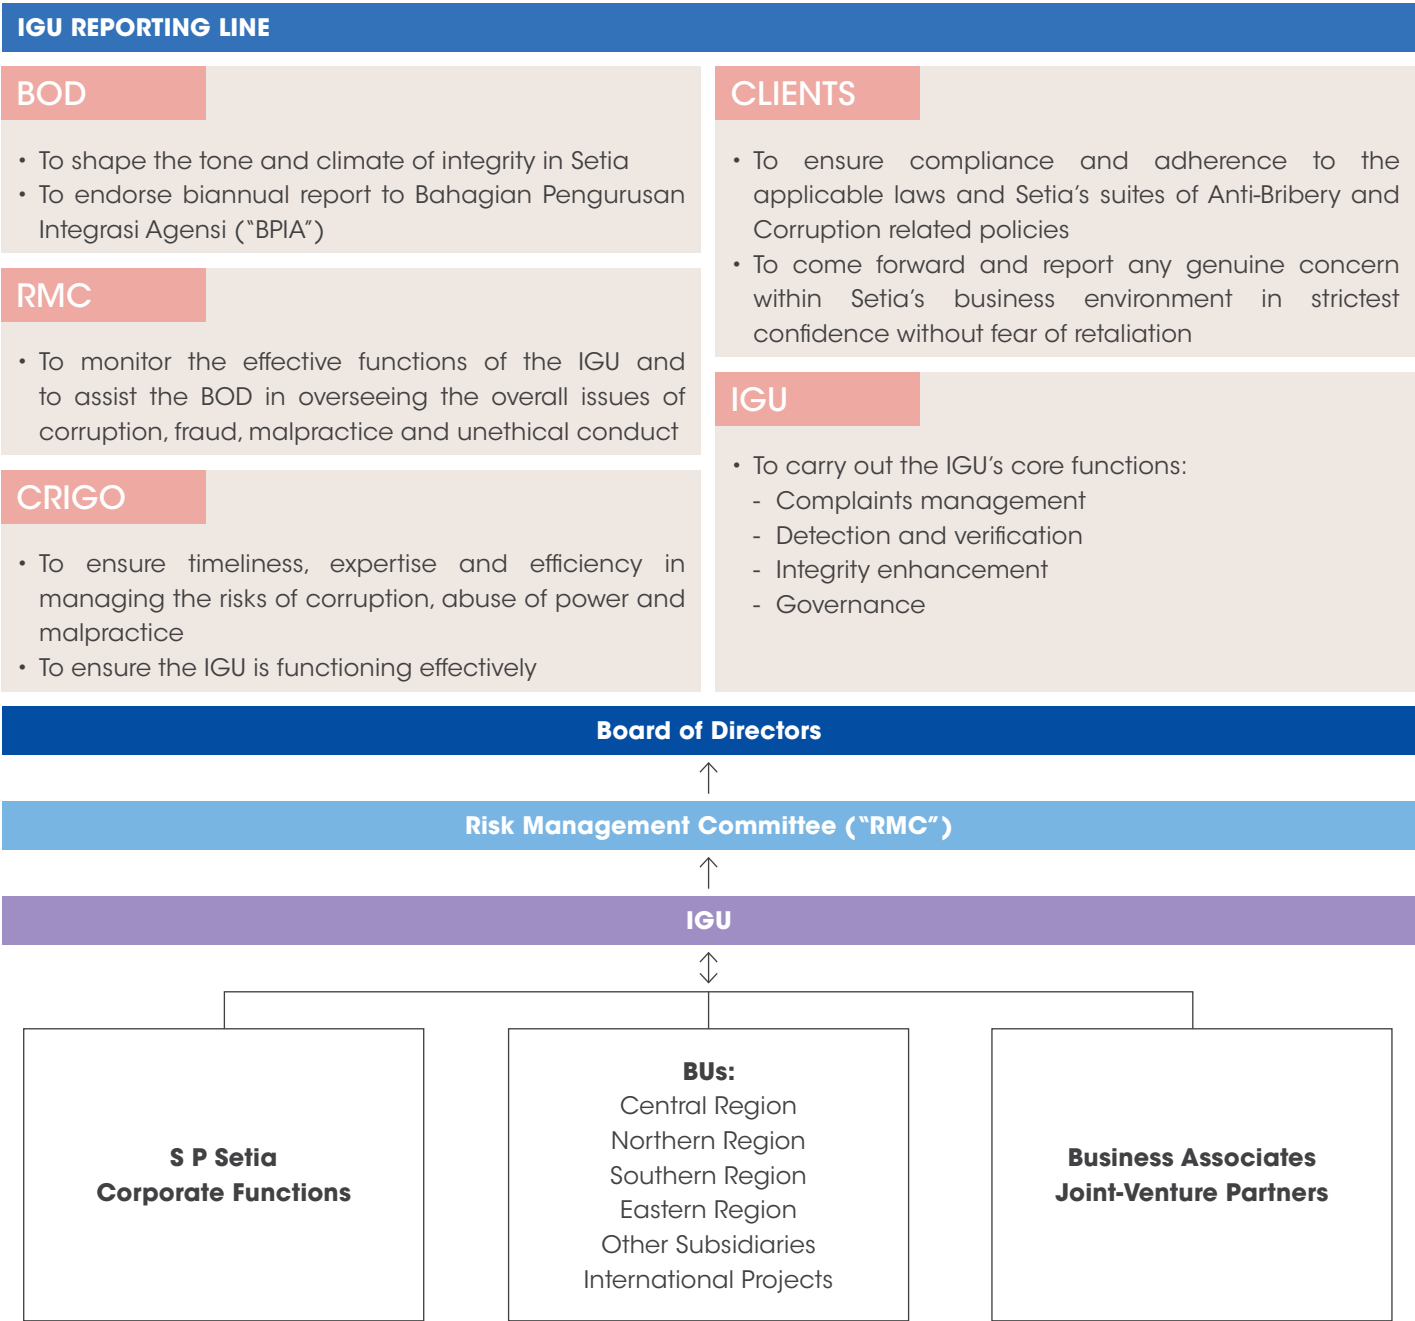 IGU REPORTING LINE
BOD
• To shape the tone and climate of integrity in Setia
• To endorse biannual report to Bahagian Pengurusan
Integrasi Agensi (“BPIA”)
RMC
• To monitor the effective functions of the IGU and
to assist the BOD in overseeing the overall issues of
corruption, fraud, malpractice and unethical conduct
CRIGO
• To ensure timeliness, expertise and efficiency in
managing the risks of corruption, abuse of power and
malpractice
• To ensure the IGU is functioning effectively
CLIENTS
• To ensure compliance and adherence to the
applicable laws and Setia’s suites of Anti-Bribery and
Corruption related policies
• To come forward and report any genuine concern
within Setia’s business environment in strictest
confidence without fear of retaliation
IGU
• To carry out the IGU’s core functions:
- Complaints management
- Detection and verification
- Integrity enhancement
- Governance
Board of Directors
Risk Management Committee (“RMC”)
IGU
S P Setia
Corporate Functions
BUs:
Central Region
Northern Region
Southern Region
Eastern Region
Other Subsidiaries
International Projects
Business Associates
Joint-Venture Partners